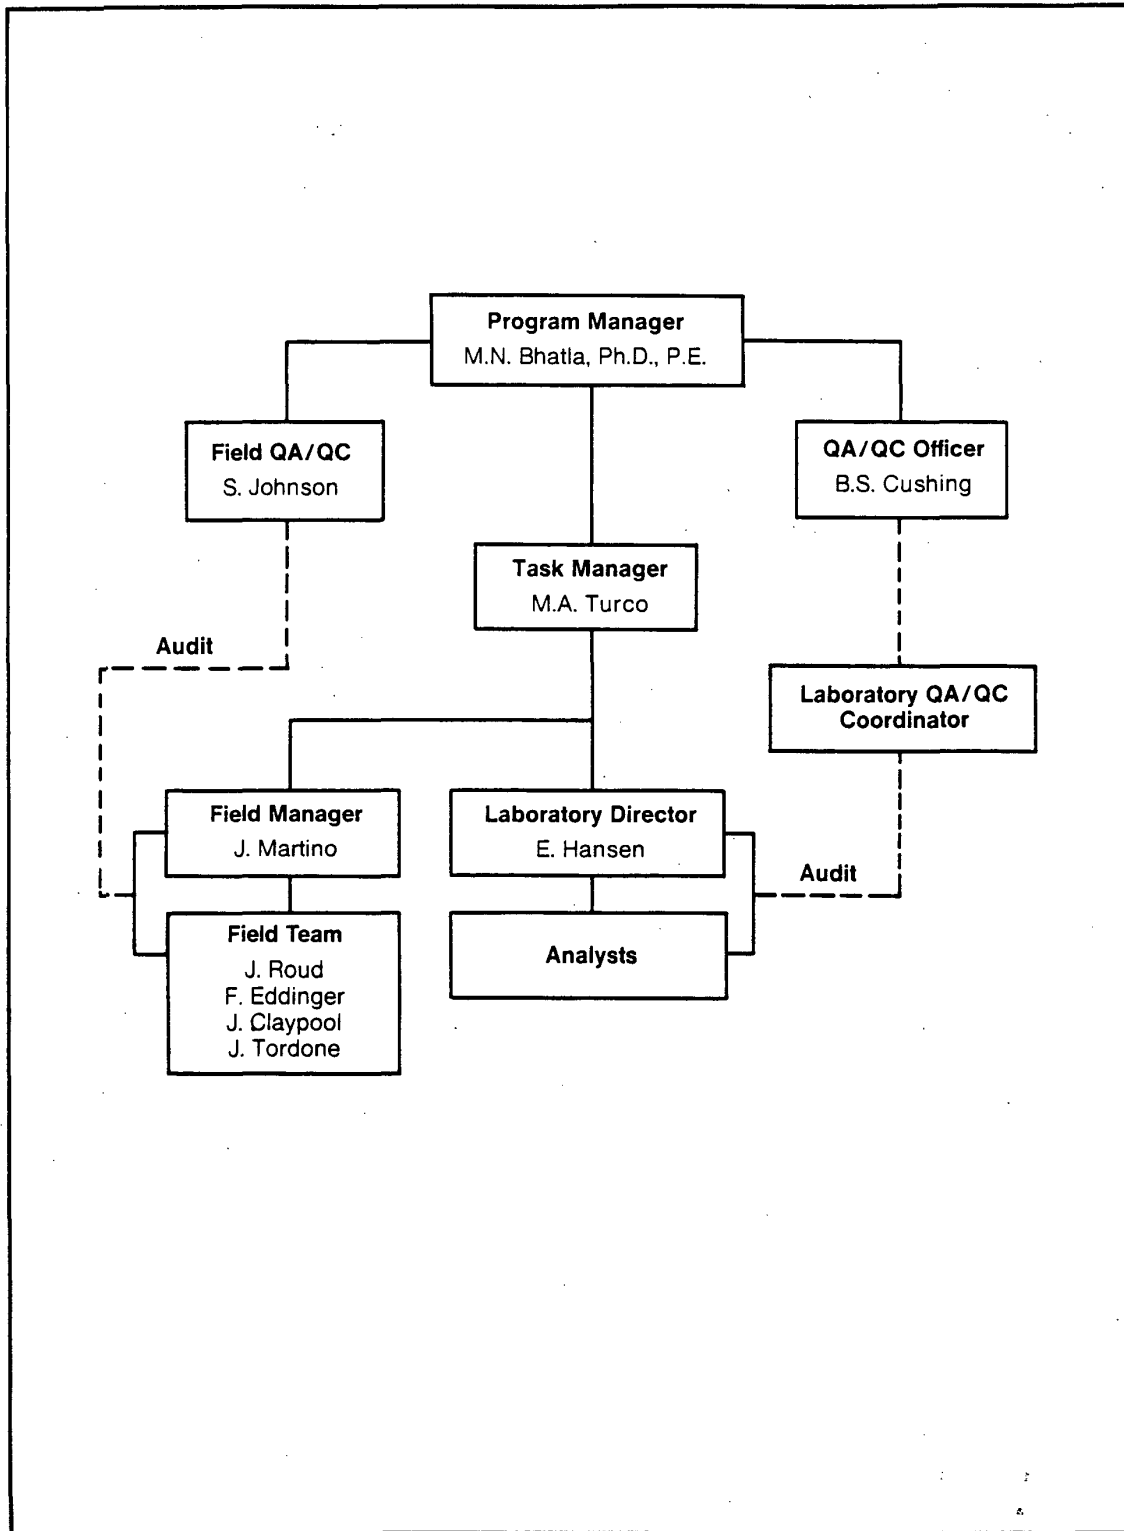 Program Manager
M.N. Bhatla, Ph.D., P.E.
Field QA/QC
S. Johnson
QA/QC Officer
B.S. Cushing
Task Manager
M.A. Turco
Audit
Laboratory QA/QC
Coordinator
Field Manager
J. Martino
Laboratory Director
E. Hansen
Audit
Field Team
J. Roud
F. Eddinger
J. Claypool
J. Tordone
Analysts